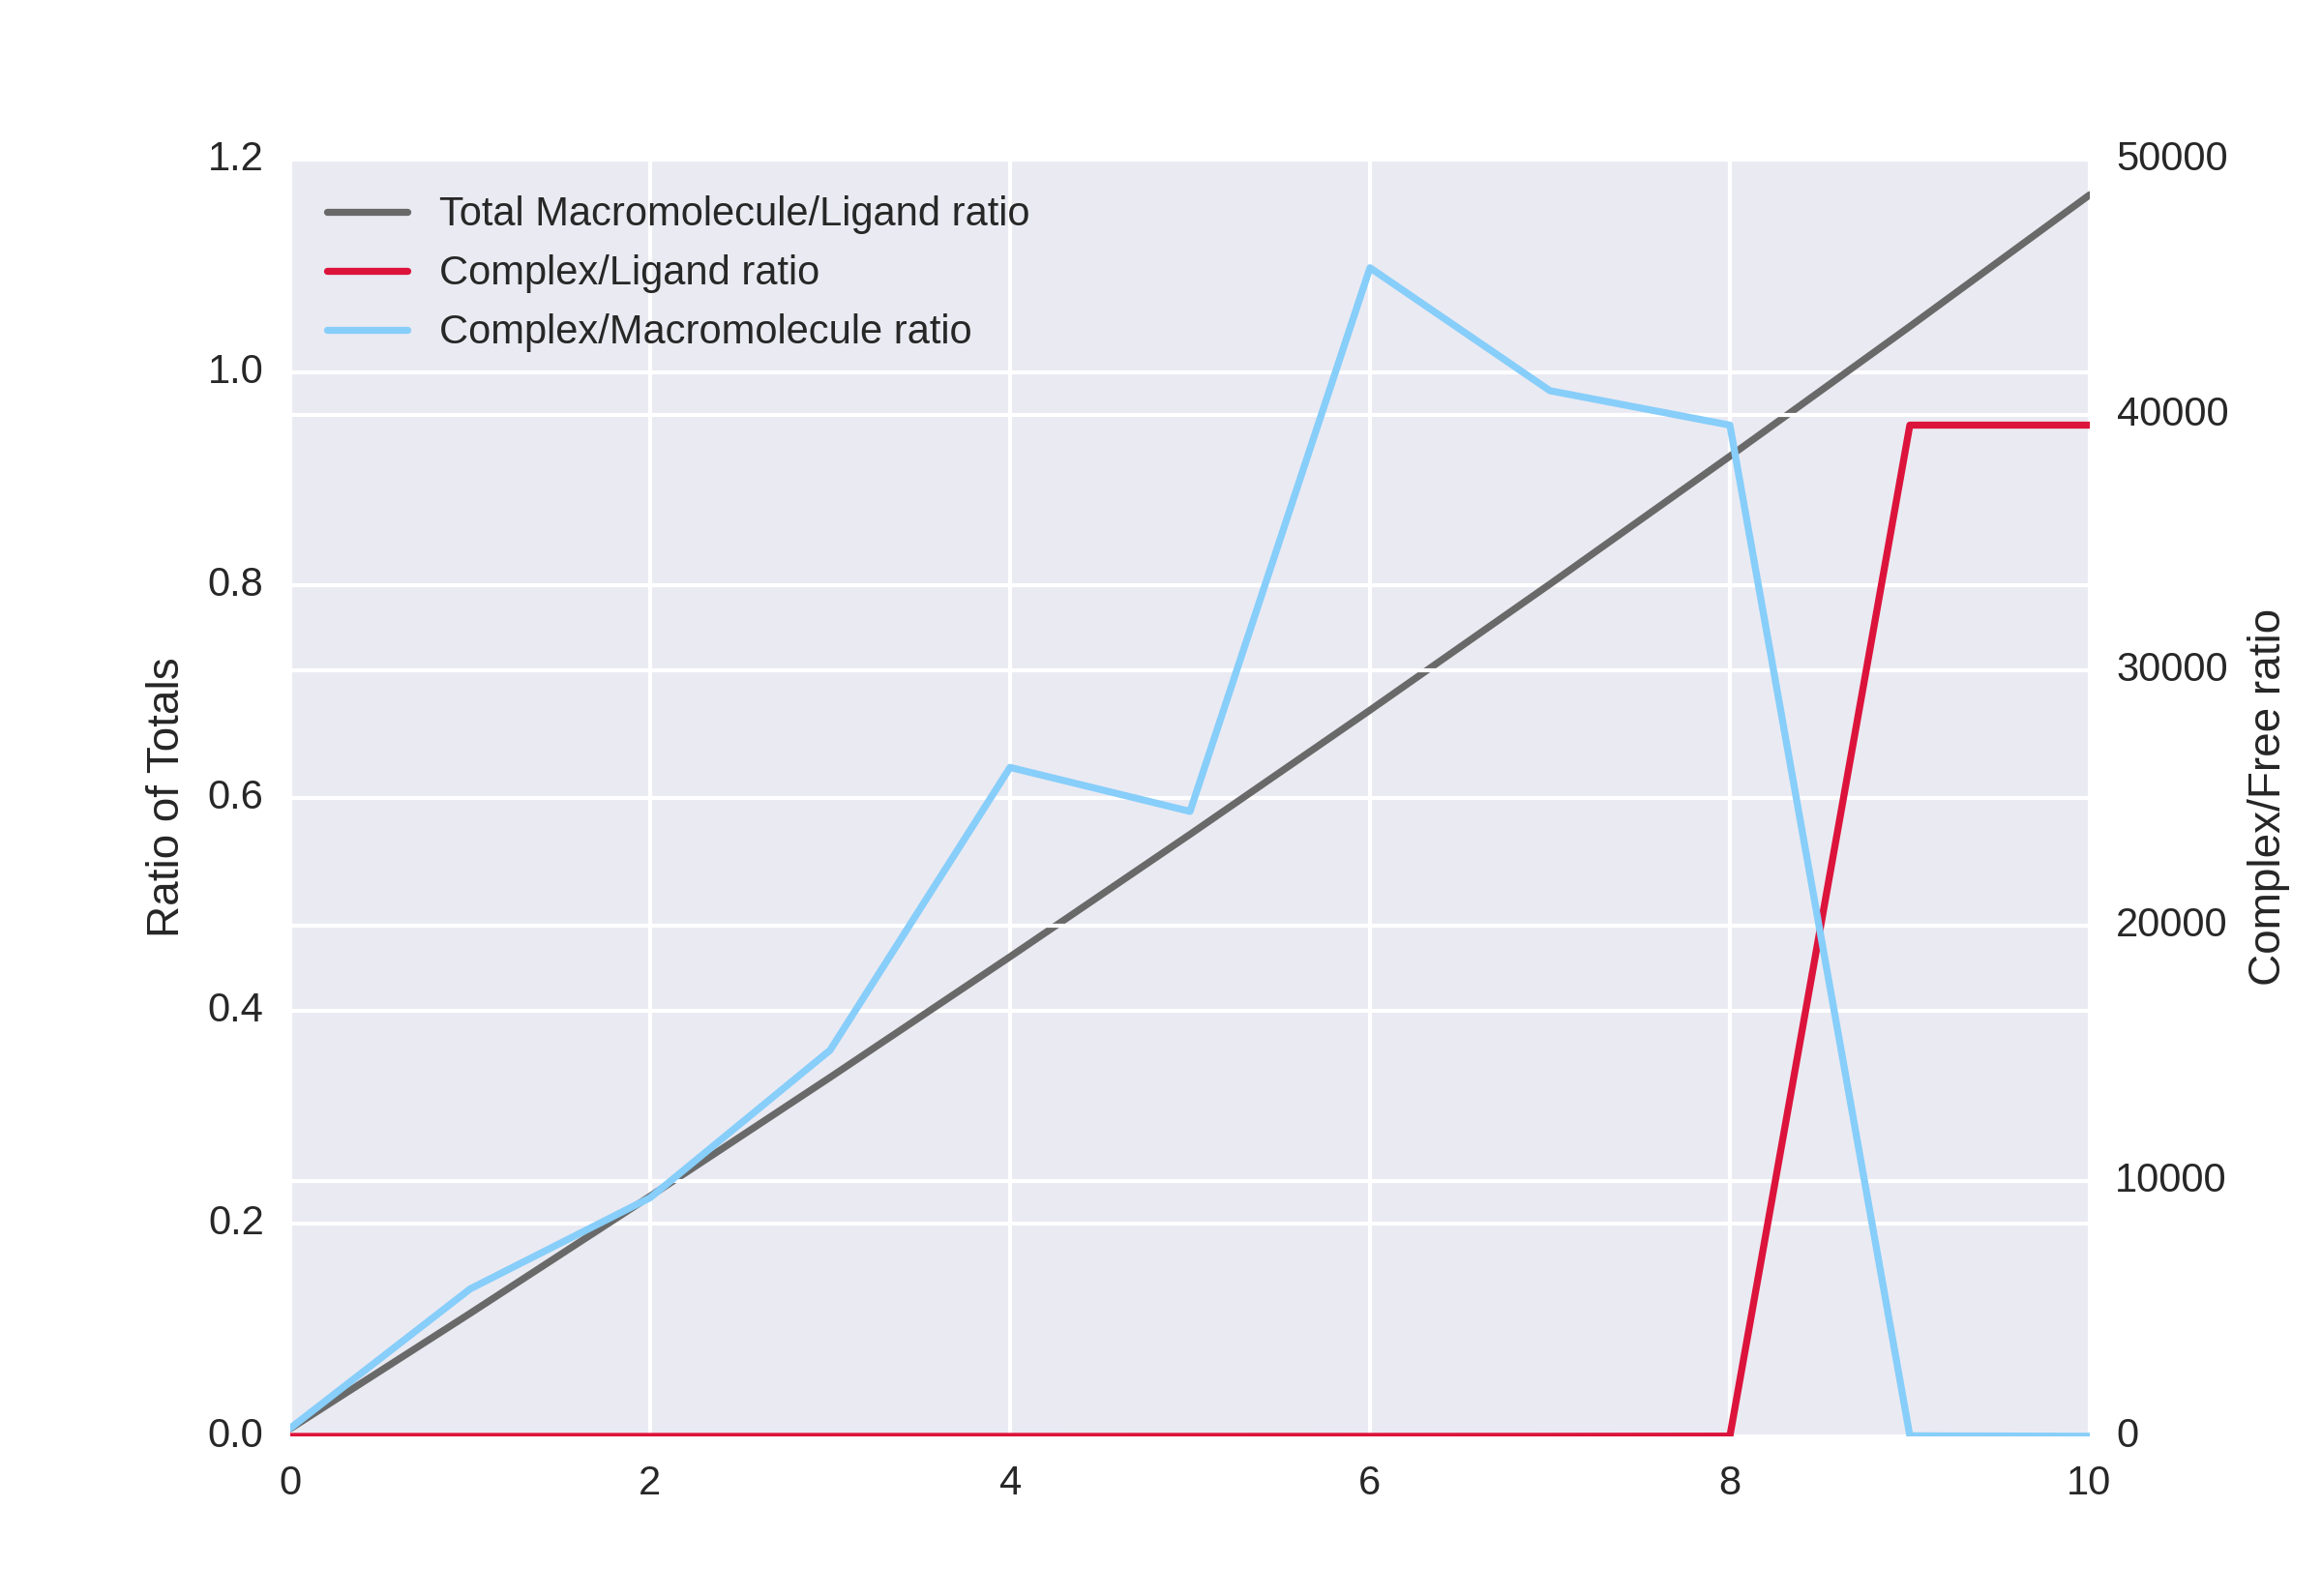 Total Macromolecule/Ligand ratio
Complex/Ligand ratio
Complex/Macromolecule ratio
1.2
1.0
0.8
0.6
0.4
0.2
0.0
Ratio of Totals
50000
40000
30000
20000
10000
0
Complex/Free ratio
0 2 4 6 8 10